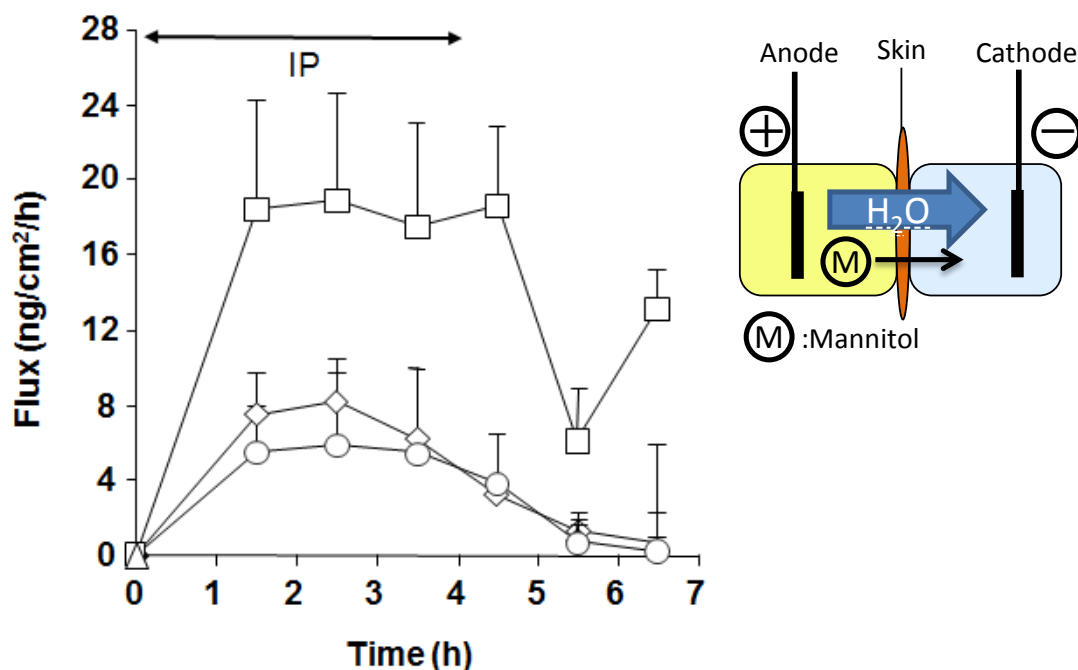 28
24
20
16
12
8
4
0
Flux (ng/cm²/h)
IP
0 1 2 3 4 5 6 7
Time (h)
Anode Skin Cathode
+ −
H₂O
M
M :Mannitol